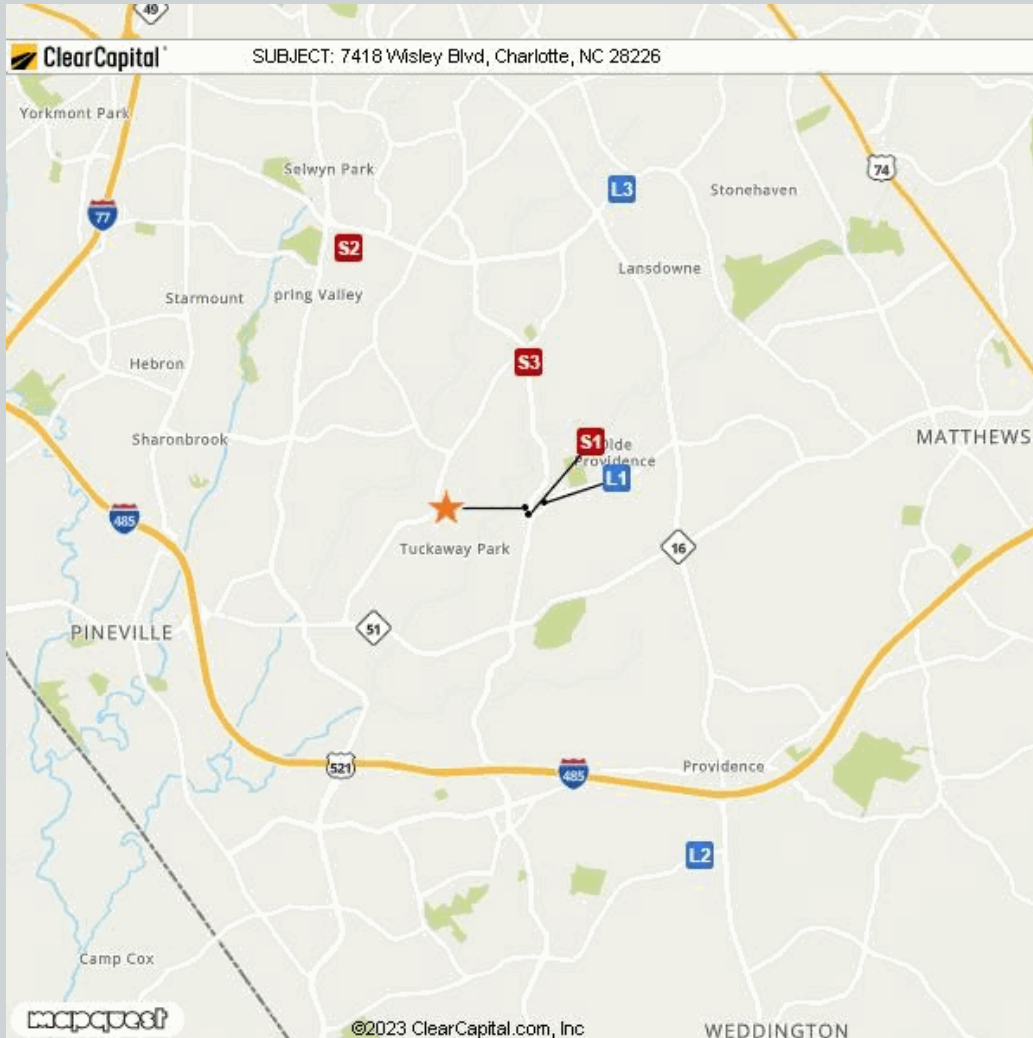 49
ClearCapital
SUBJECT: 7418 Wisley Blvd, Charlotte, NC 28226
Yorkmont Park
Selwyn Park
74
L3
Stonehaven
77
S2
Lansdowne
Starmount
pring Valley
Hebron
S3
Sharonbrook
S1
Olde
Providence
MATTHEWS
L1
485
Tuckaway Park
16
51
PINEVILLE
521
485
Providence
L2
Camp Cox
mapquest
©2023 ClearCapital.com, Inc
WEDDINGTON